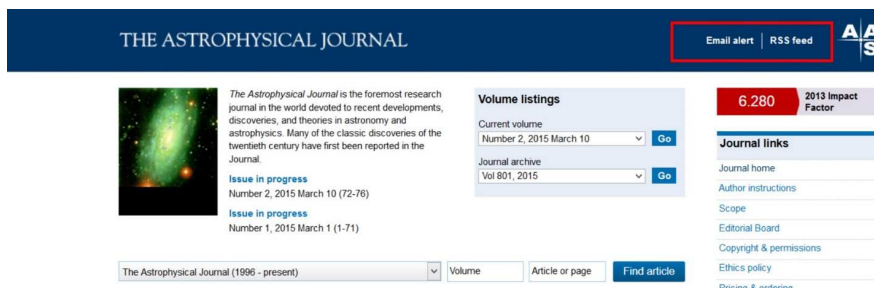 THE ASTROPHYSICAL JOURNAL
Email alert | RSS feed
The Astrophysical Journal is the foremost research
journal in the world devoted to recent developments,
discoveries, and theories in astronomy and
astrophysics. Many of the classic discoveries of the
twentieth century have first been reported in the
Journal.
Issue in progress
Number 2, 2015 March 10 (72-76)
Issue in progress
Number 1, 2015 March 1 (1-71)
Volume listings
Current volume
Number 2, 2015 March 10
Go
Journal archive
Vol 801, 2015
Go
6.280
2013 Impact
Factor
Journal links
Journal home
Author instructions
Scope
Editorial Board
Copyright & permissions
Ethics policy
Pricing & ordering
The Astrophysical Journal (1996 - present)
Volume
Article or page
Find article